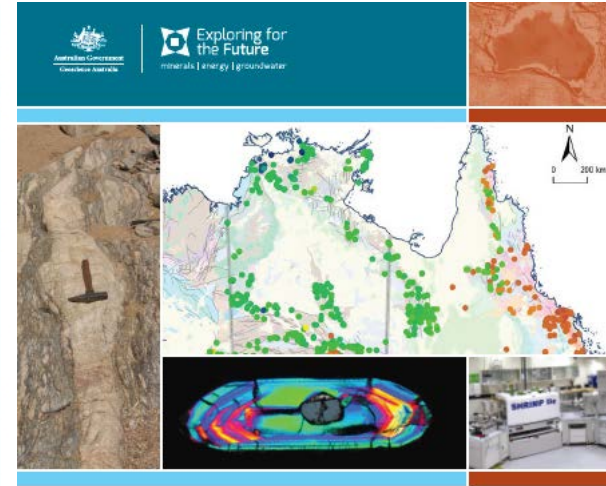 Australian Government
Geoscience Australia
Exploring for
the Future
minerals | energy | groundwater
N
0 200 km
SHRIMP IIe